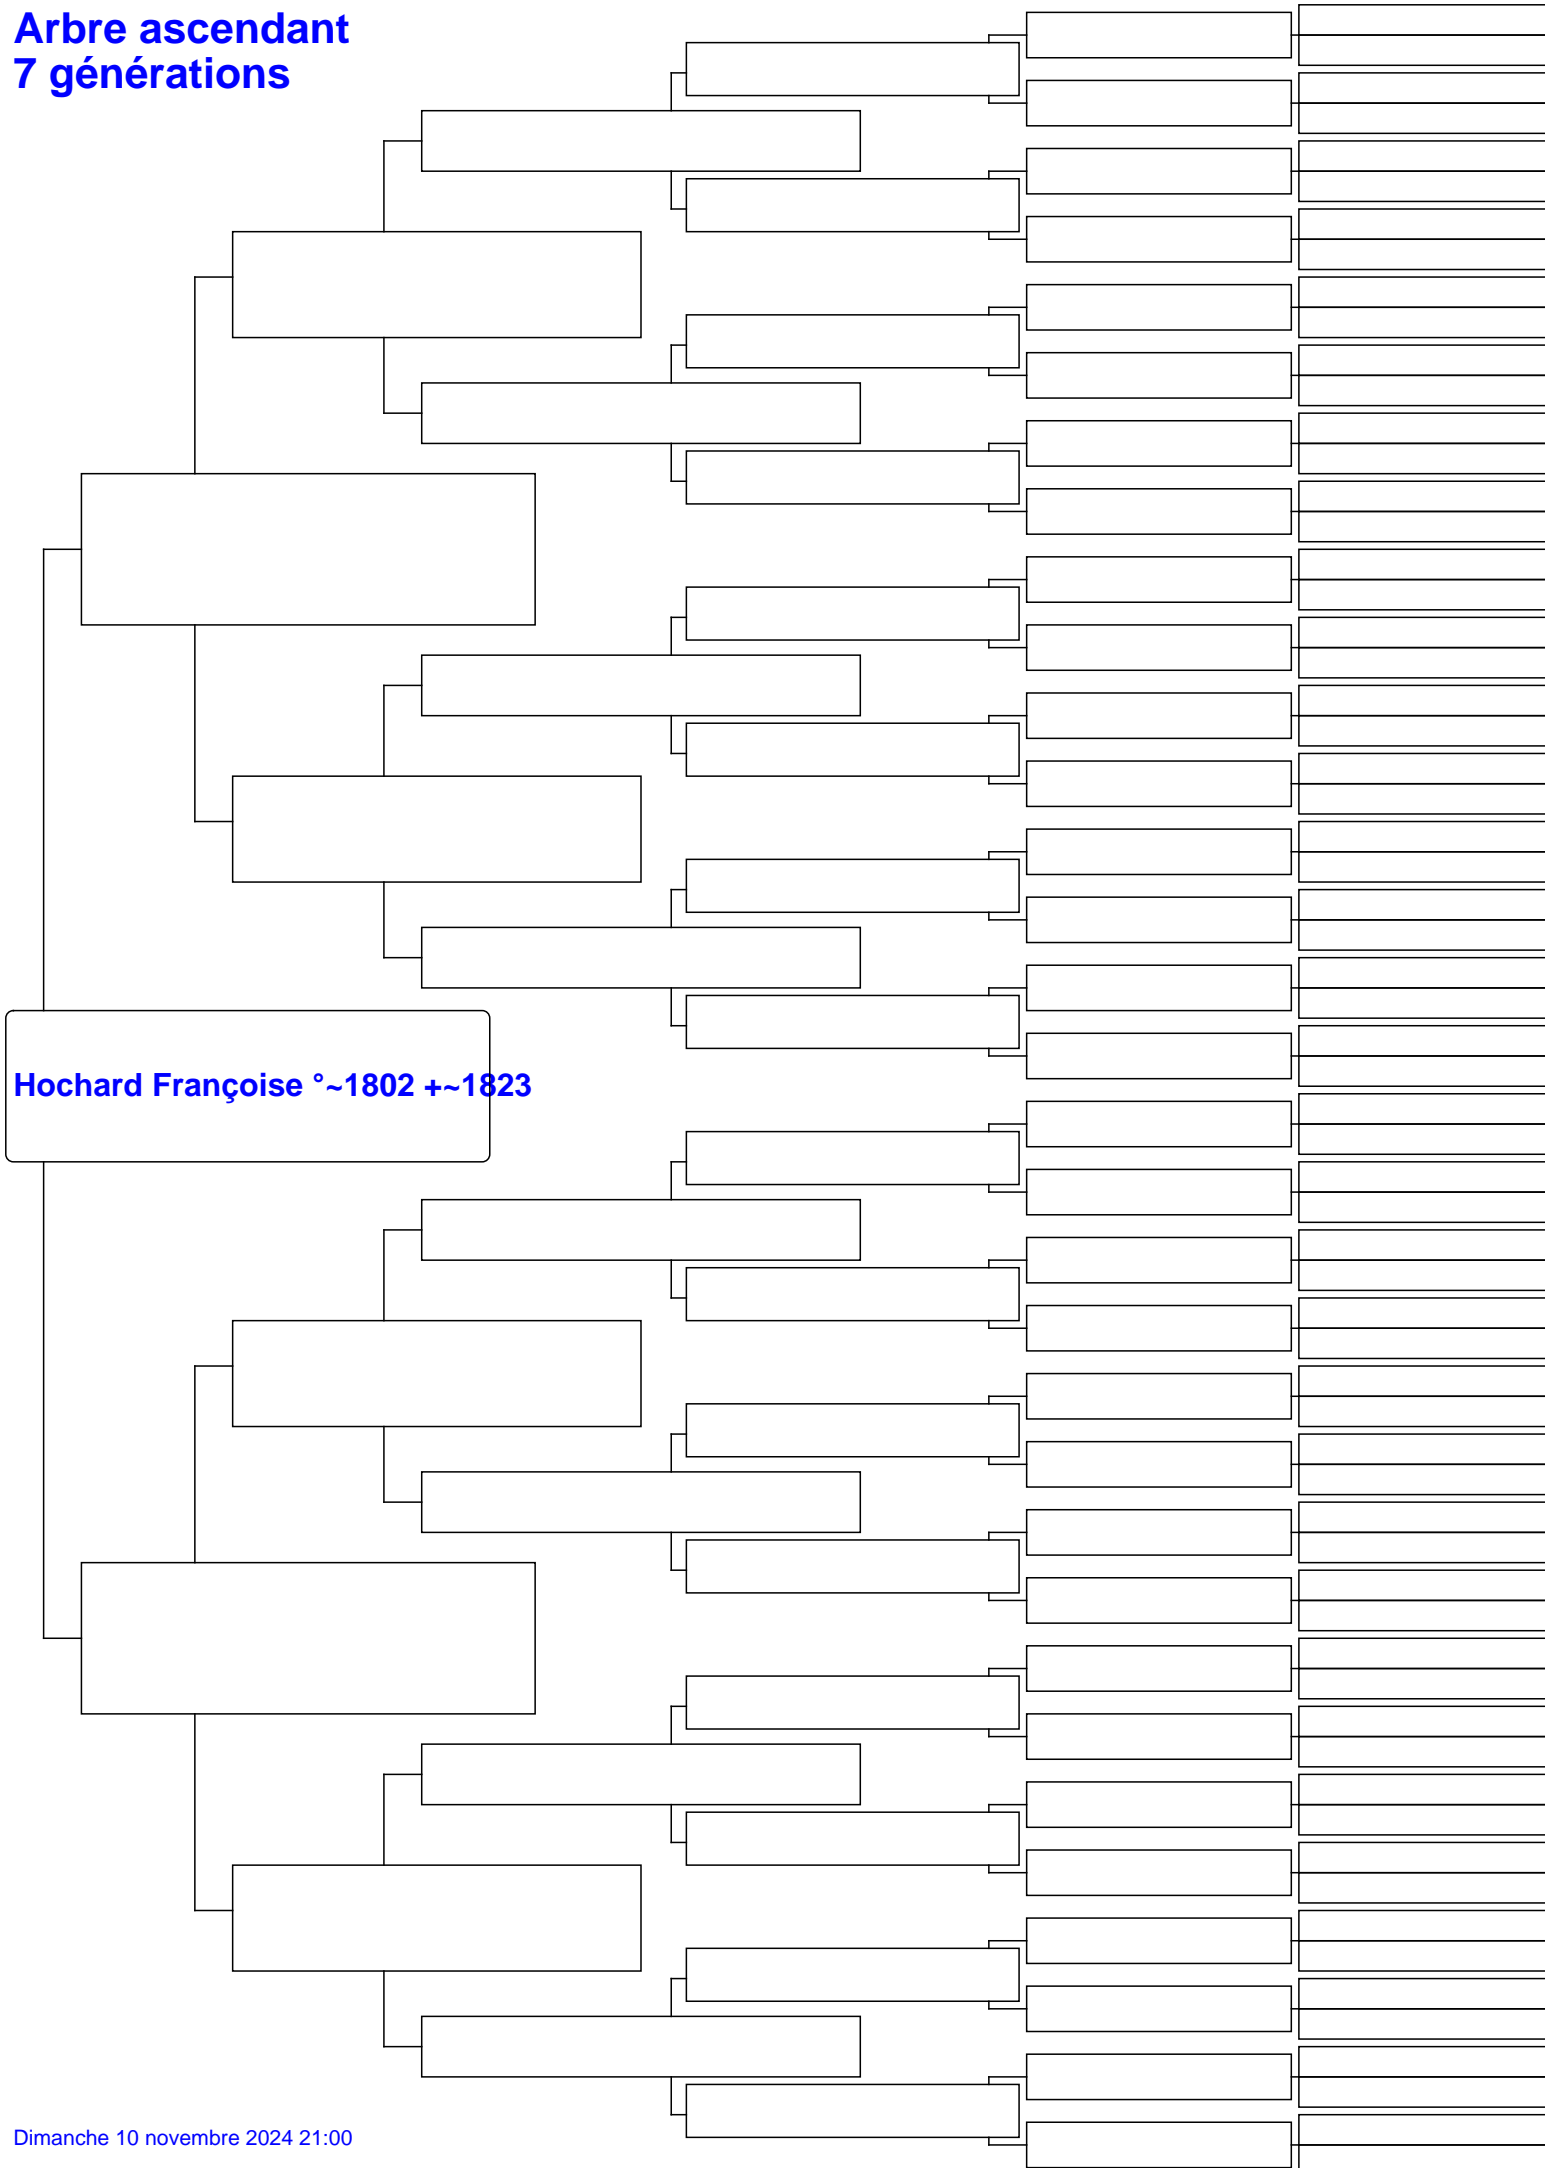 Arbre ascendant
7 générations
Hochard Françoise °~1802 +~1823
Dimanche 10 novembre 2024 21:00